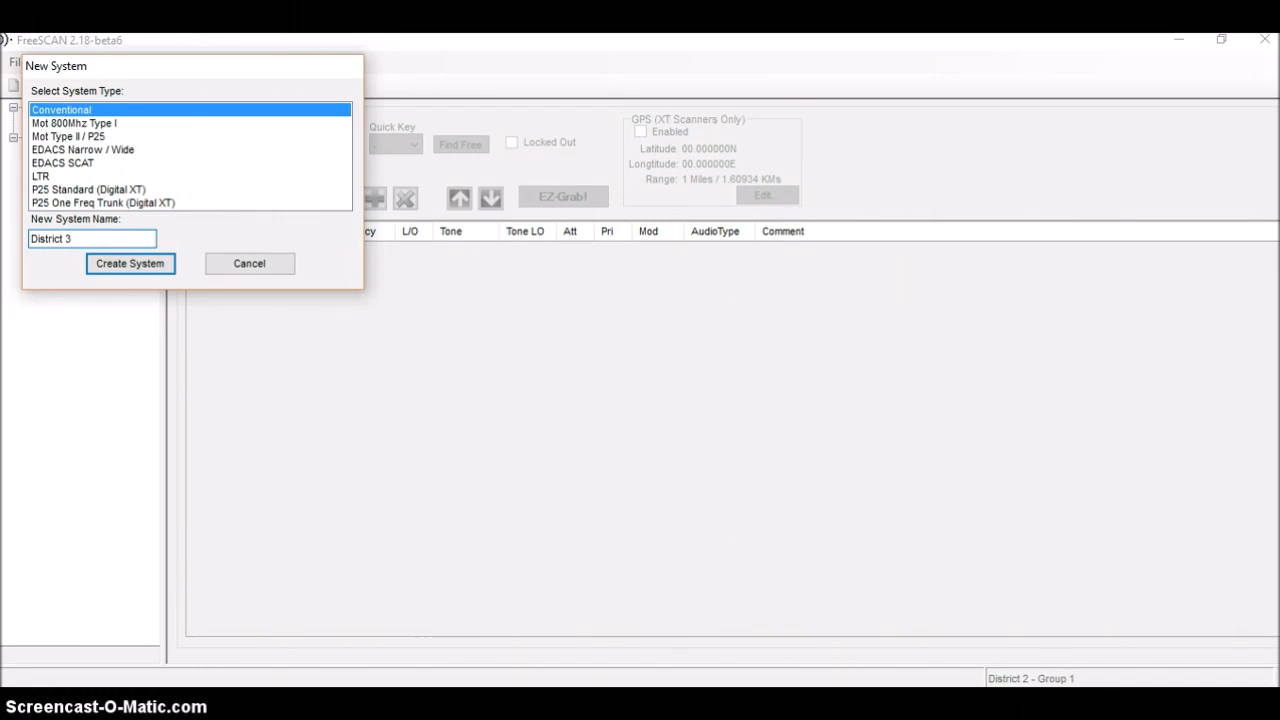 FreeSCAN 2.18-beta6
Fil
New System
Select System Type:
Conventional
Mot 800Mhz Type I
Mot Type II / P25
EDACS Narrow / Wide
EDACS SCAT
LTR
P25 Standard (Digital XT)
P25 One Freq Trunk (Digital XT)
New System Name:
District 3
Create System
Cancel
Quick Key
.
Find Free
Locked Out
GPS (XT Scanners Only)
Enabled
Latitude 00.000000N
Longtitude: 00.000000E
Range: 1 Miles / 1.60934 KMs
Edit...
EZ-Grab!
cy L/O Tone Tone LO Att Pri Mod AudioType Comment
District 2 - Group 1
Screencast-O-Matic.com